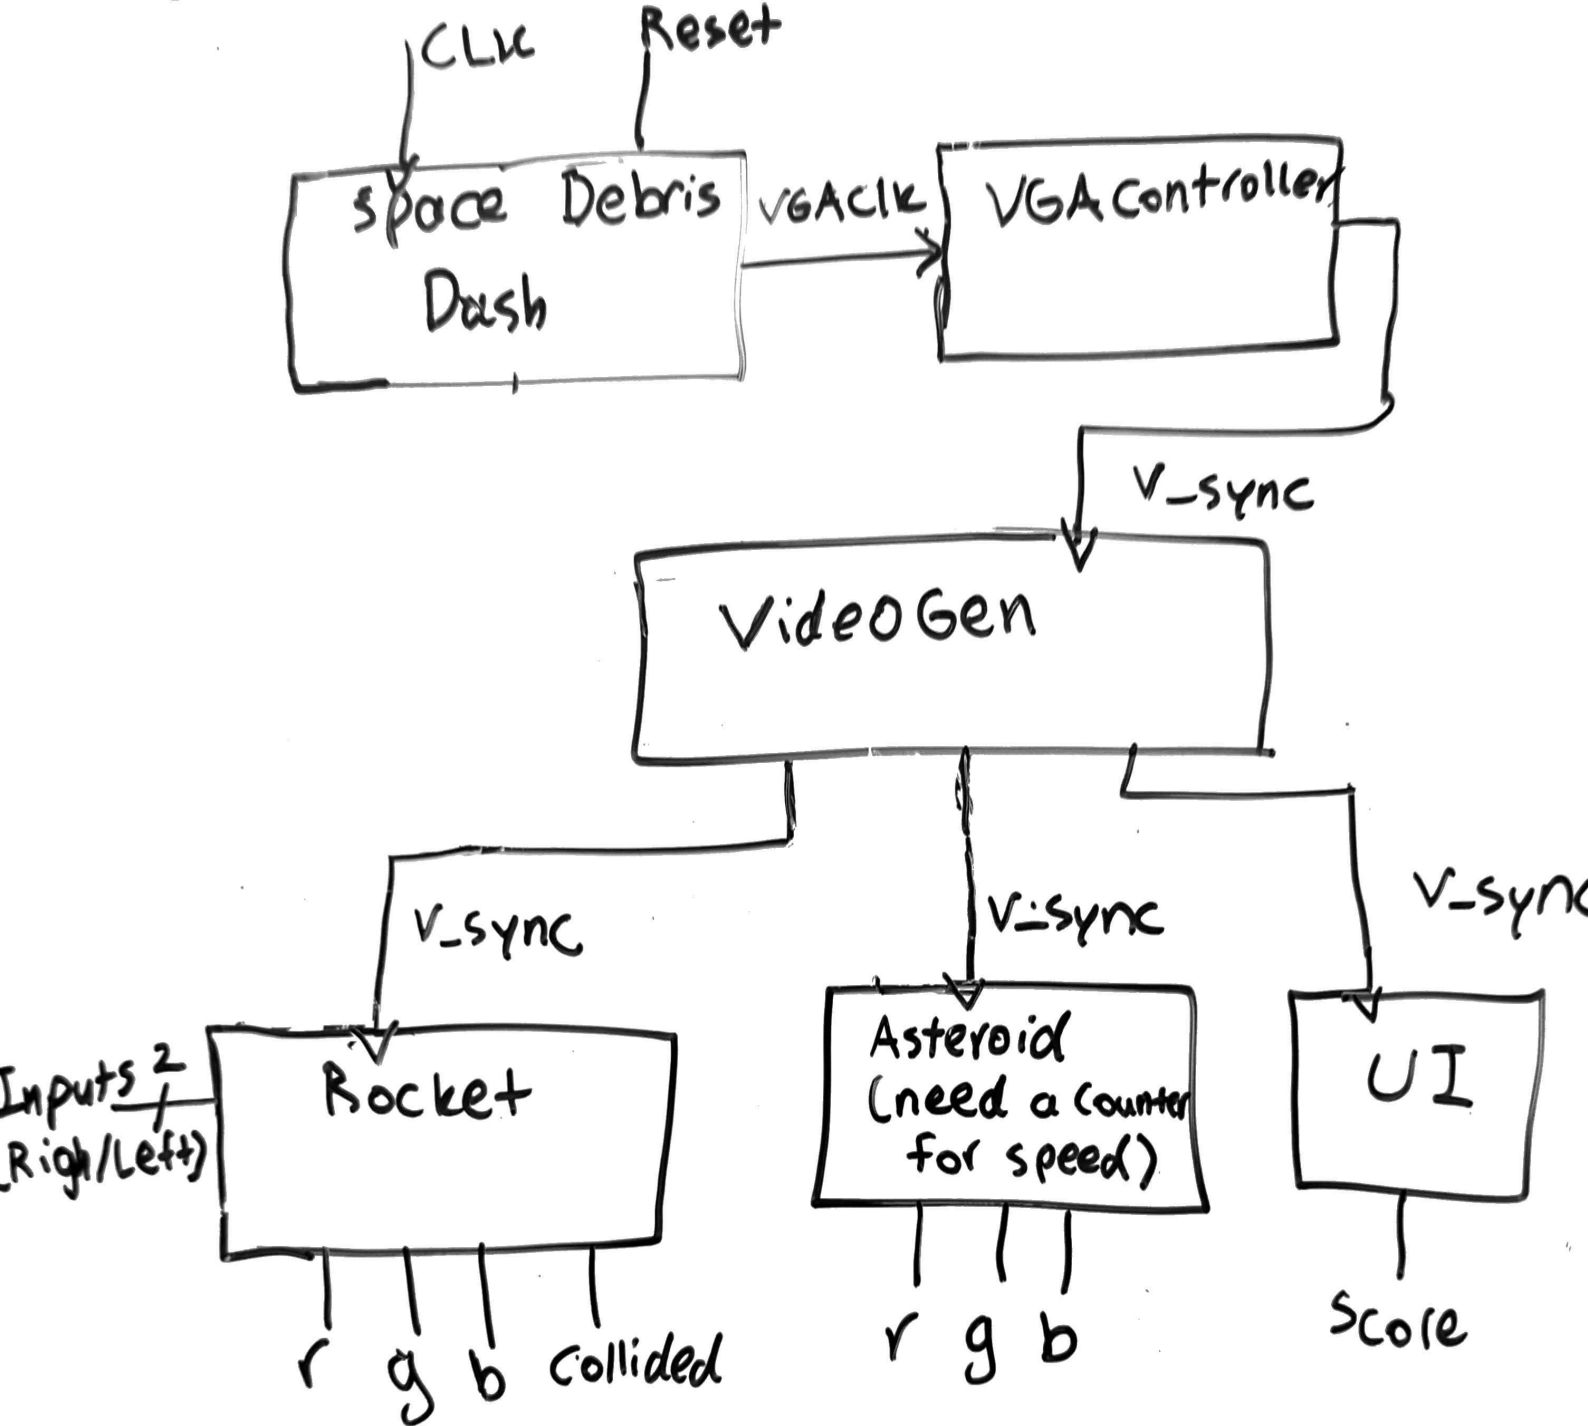 CLK
Reset
Space Debris
Dash
VGAClk
VGA Controller
V_sync
VideoGen
V_sync
V_sync
V_sync
Inputs 2
(Righ/Left)
Rocket
Asteroid
(need a counter
for speed)
UI
r g b Collided
r g b
Score